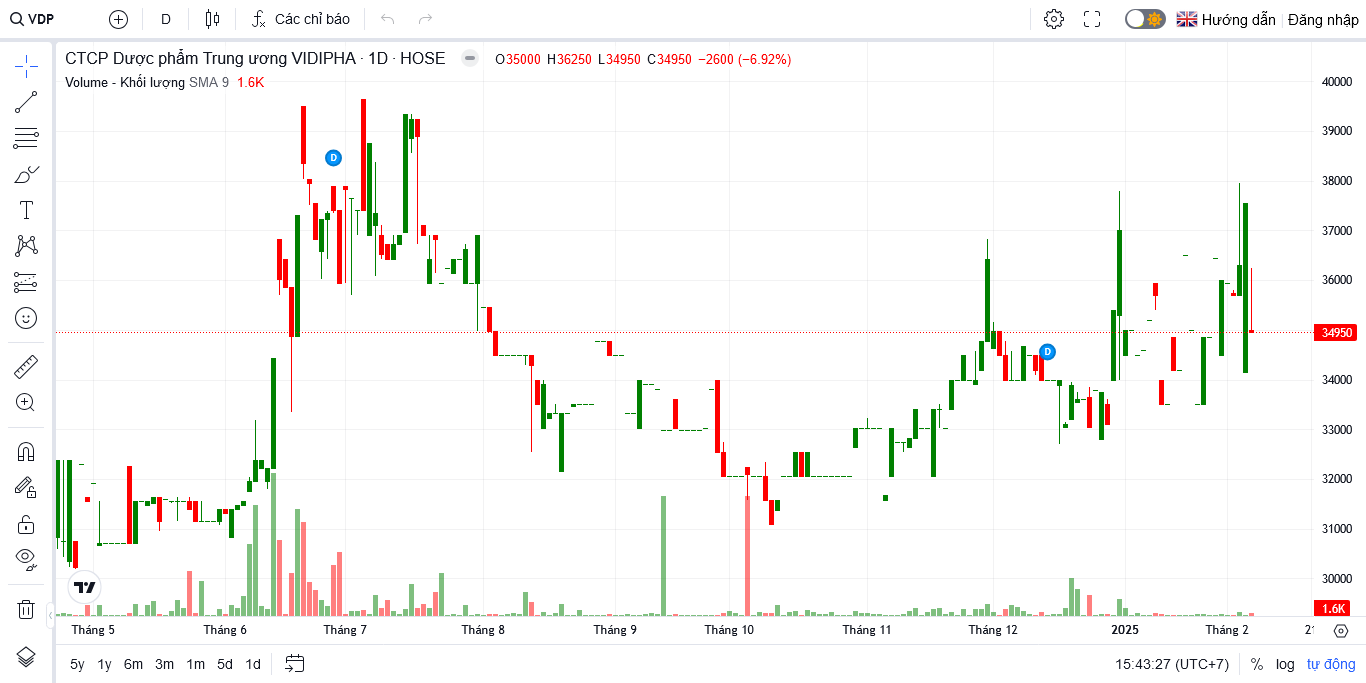 VDP D Các chỉ báo Hướng dẫn Đăng nhập
CTCP Dược phẩm Trung ương VIDIPHA · 1D · HOSE O35000 H36250 L34950 C34950 −2600 (−6.92%)
Volume - Khối lượng SMA 9 1.6K
40000
39000
38000
D
37000
36000
34950
D
34000
33000
32000
31000
30000
1.6K
Tháng 5 Tháng 6 Tháng 7 Tháng 8 Tháng 9 Tháng 10 Tháng 11 Tháng 12 2025 Tháng 2 21
5y 1y 6m 3m 1m 5d 1d 15:43:27 (UTC+7) % log tự động